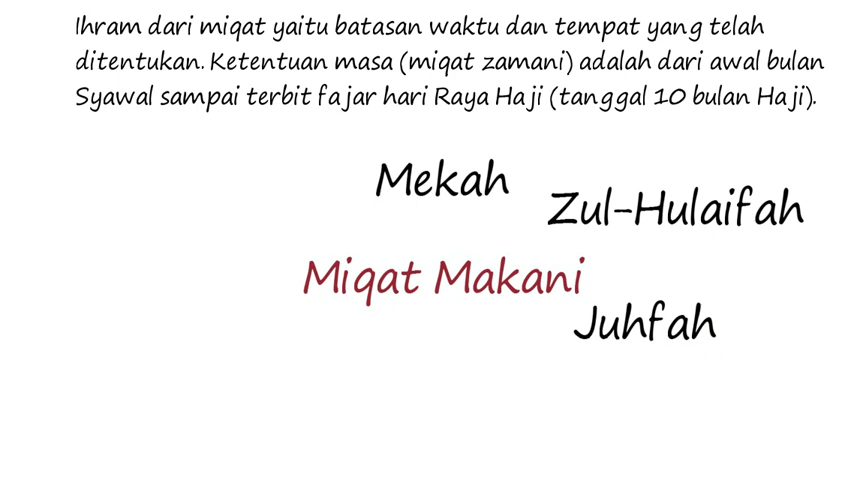 Ihram dari miqat yaitu batasan waktu dan tempat yang telah
ditentukan. Ketentuan masa (miqat zamani) adalah dari awal bulan
Syawal sampai terbit fajar hari Raya Haji (tanggal 10 bulan Haji).
Mekah
Zul-Hulaifah
Miqat Makani
Juhfah